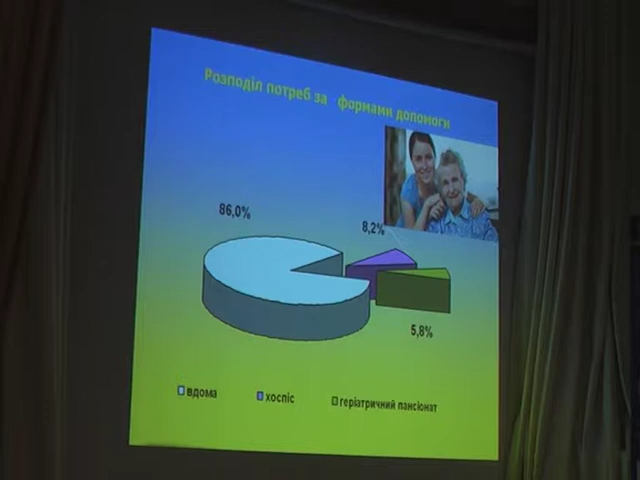 Розподіл потреб за формами допомоги
86,0%
8,2%
5,8%
вдома
хоспіс
геріатричний пансіонат